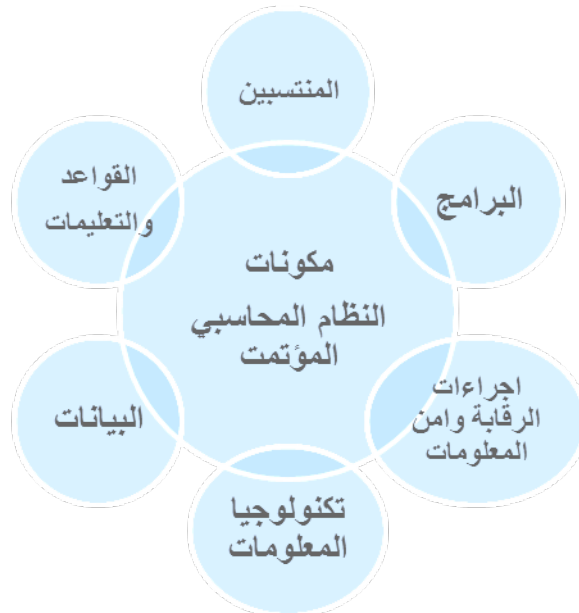 المنتسبين
البرامج
اجراءات
الرقابة وامن
المعلومات
تكنولوجيا
المعلومات
البيانات
القواعد
والتعليمات
مكونات
النظام المحاسبي
المؤتمت